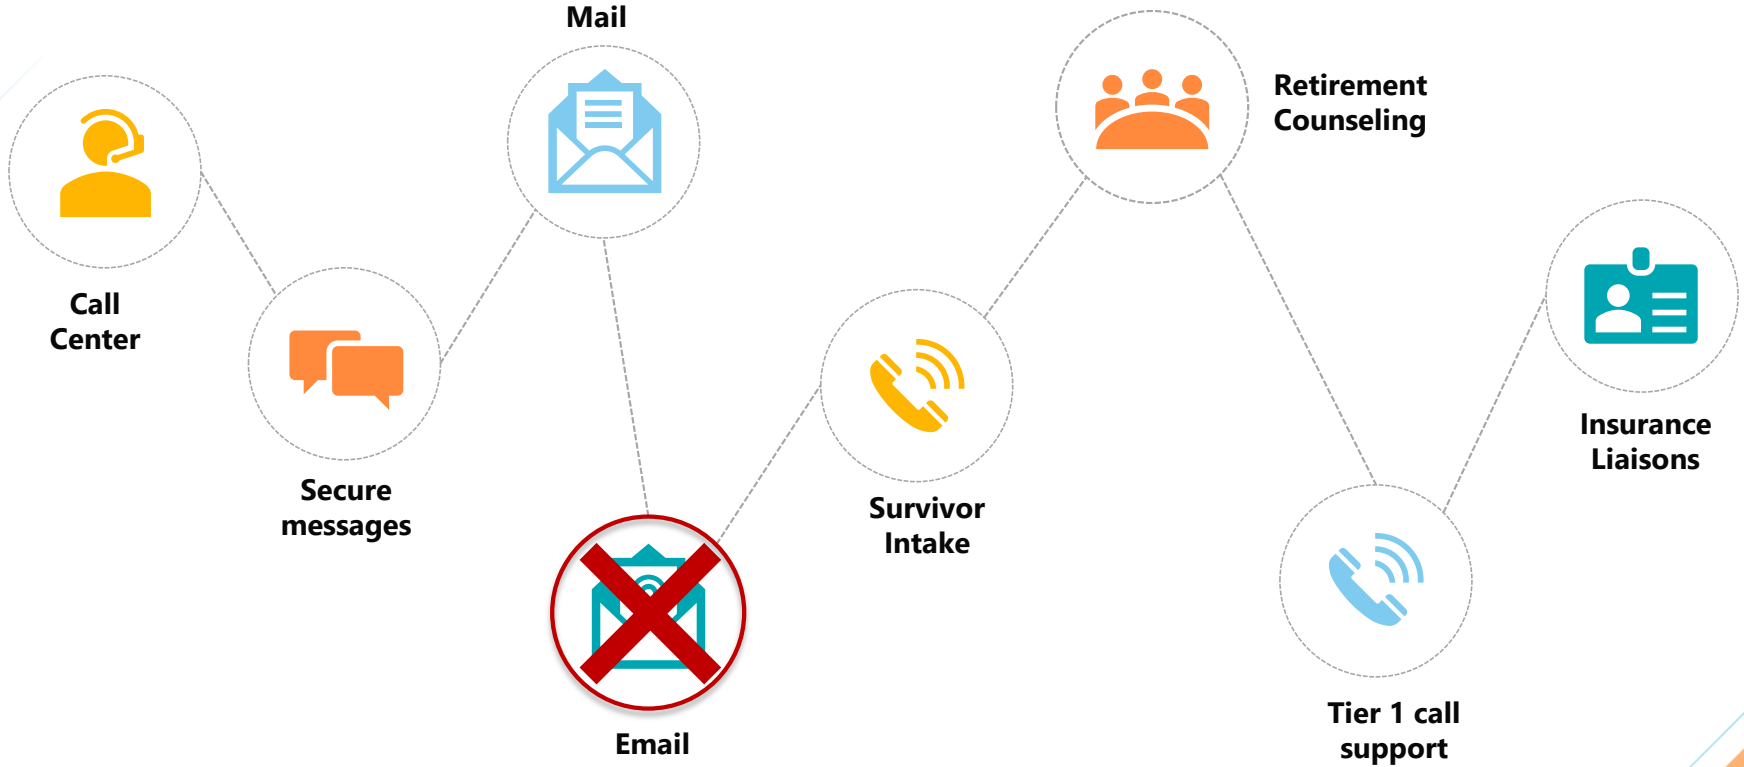 Mail
Retirement
Counseling
Call
Center
Secure
messages
Survivor
Intake
Insurance
Liaisons
Email
Tier 1 call
support